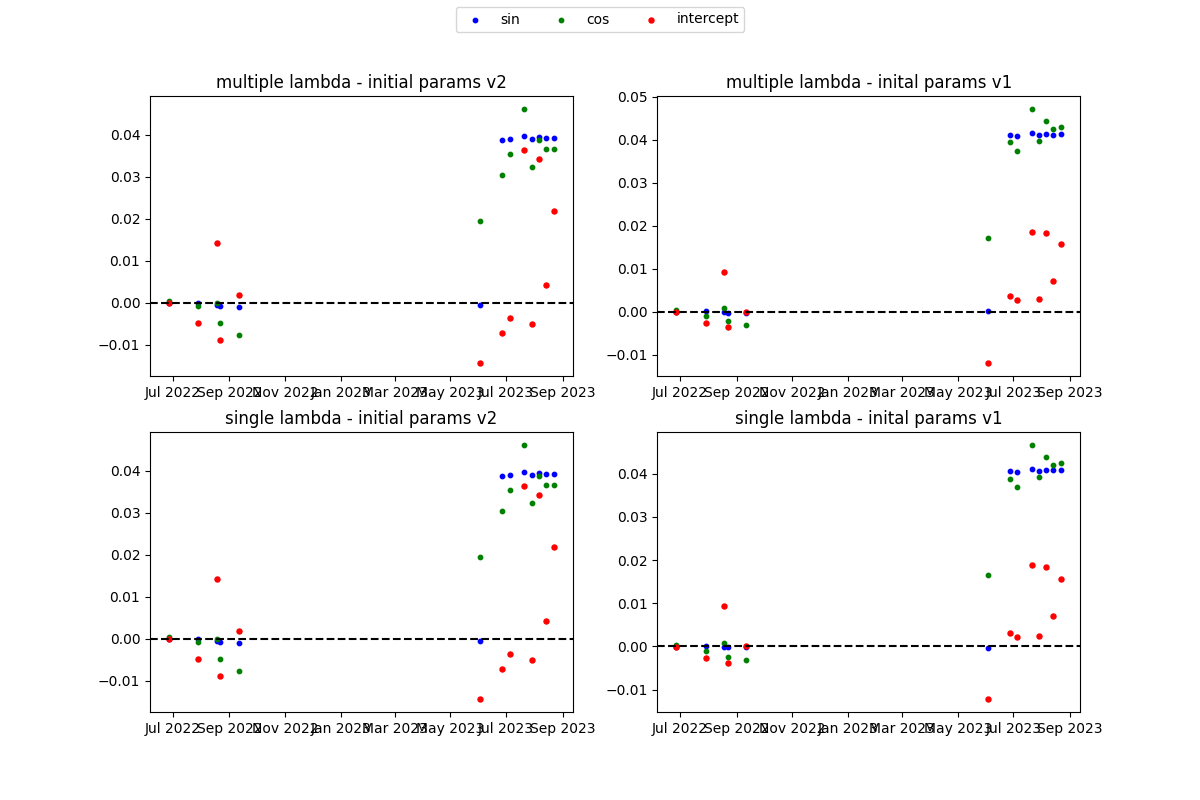 sin cos intercept
multiple lambda - initial params v2
multiple lambda - inital params v1
0.04
0.03
0.02
0.01
0.00
−0.01
Jul 2022 Sep 2022 Nov 2022 Jan 2023 Mar 2023 May 2023 Jul 2023 Sep 2023
0.05
0.04
0.03
0.02
0.01
0.00
−0.01
Jul 2022 Sep 2022 Nov 2022 Jan 2023 Mar 2023 May 2023 Jul 2023 Sep 2023
single lambda - initial params v2
single lambda - inital params v1
0.04
0.03
0.02
0.01
0.00
−0.01
Jul 2022 Sep 2022 Nov 2022 Jan 2023 Mar 2023 May 2023 Jul 2023 Sep 2023
0.04
0.03
0.02
0.01
0.00
−0.01
Jul 2022 Sep 2022 Nov 2022 Jan 2023 Mar 2023 May 2023 Jul 2023 Sep 2023